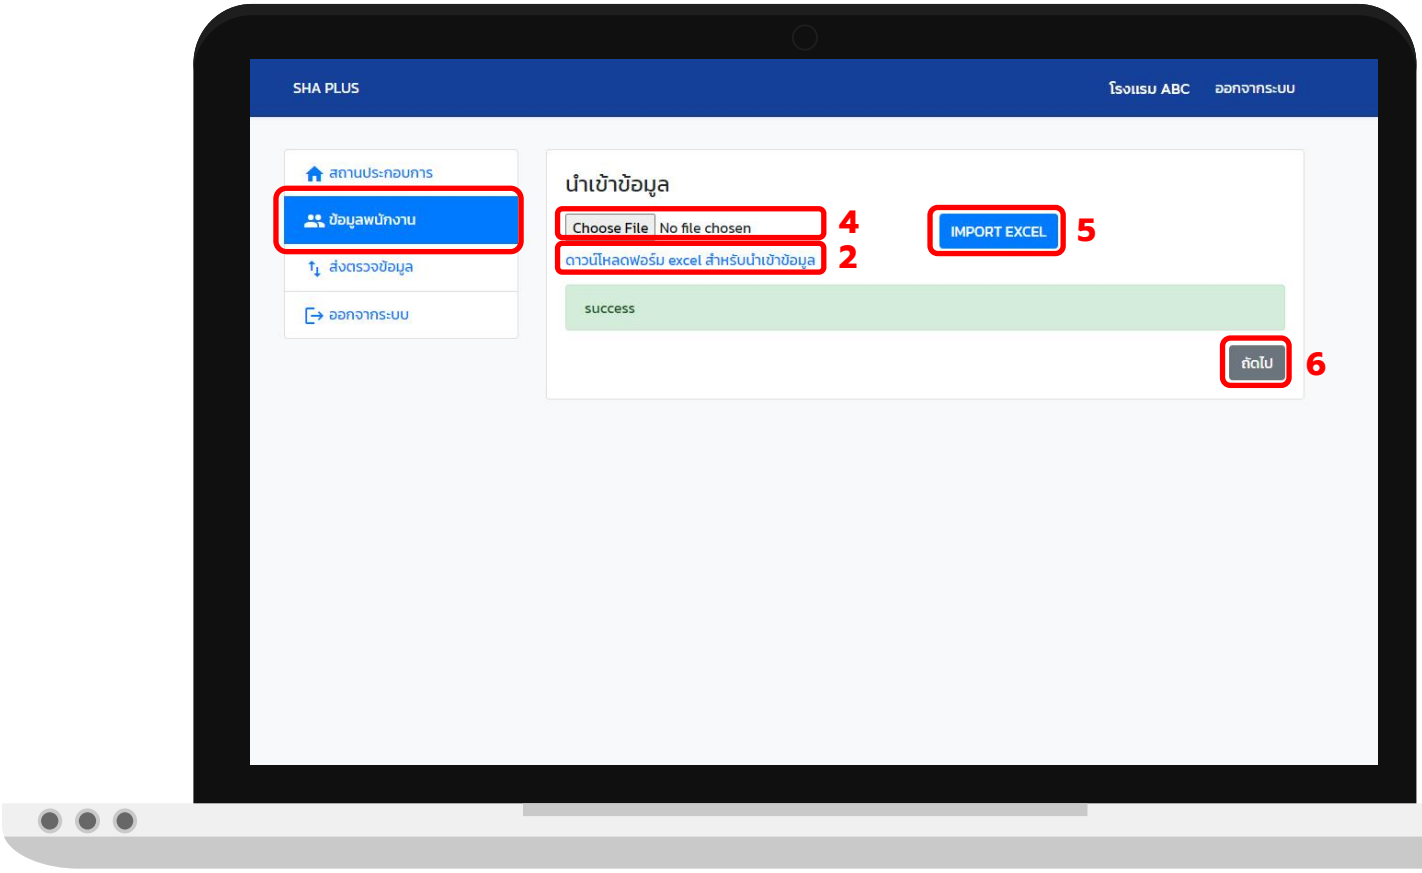 SHA PLUS โรงแรม ABC ออกจากระบบ
สถานประกอบการ
ข้อมูลพนักงาน
ส่งตรวจข้อมูล
ออกจากระบบ
นำเข้าข้อมูล
Choose File No file chosen 4
IMPORT EXCEL 5
ดาวน์โหลดฟอร์ม excel สำหรับนำเข้าข้อมูล 2
success
ถัดไป 6